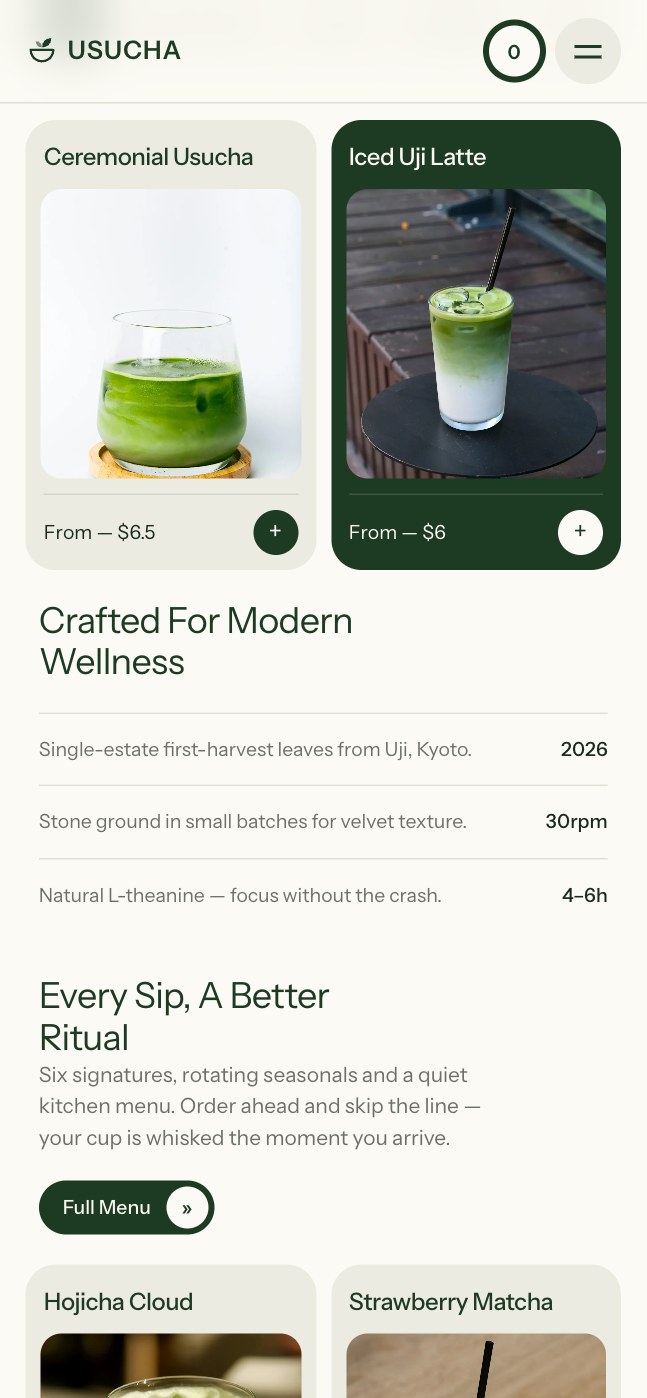 USUCHA
0
Ceremonial Usucha
Iced Uji Latte
From — $6.5
+
From — $6
+
Crafted For Modern
Wellness
Single-estate first-harvest leaves from Uji, Kyoto.
2026
Stone ground in small batches for velvet texture.
30rpm
Natural L-theanine — focus without the crash.
4–6h
Every Sip, A Better
Ritual
Six signatures, rotating seasonals and a quiet
kitchen menu. Order ahead and skip the line —
your cup is whisked the moment you arrive.
Full Menu »
Hojicha Cloud
Strawberry Matcha